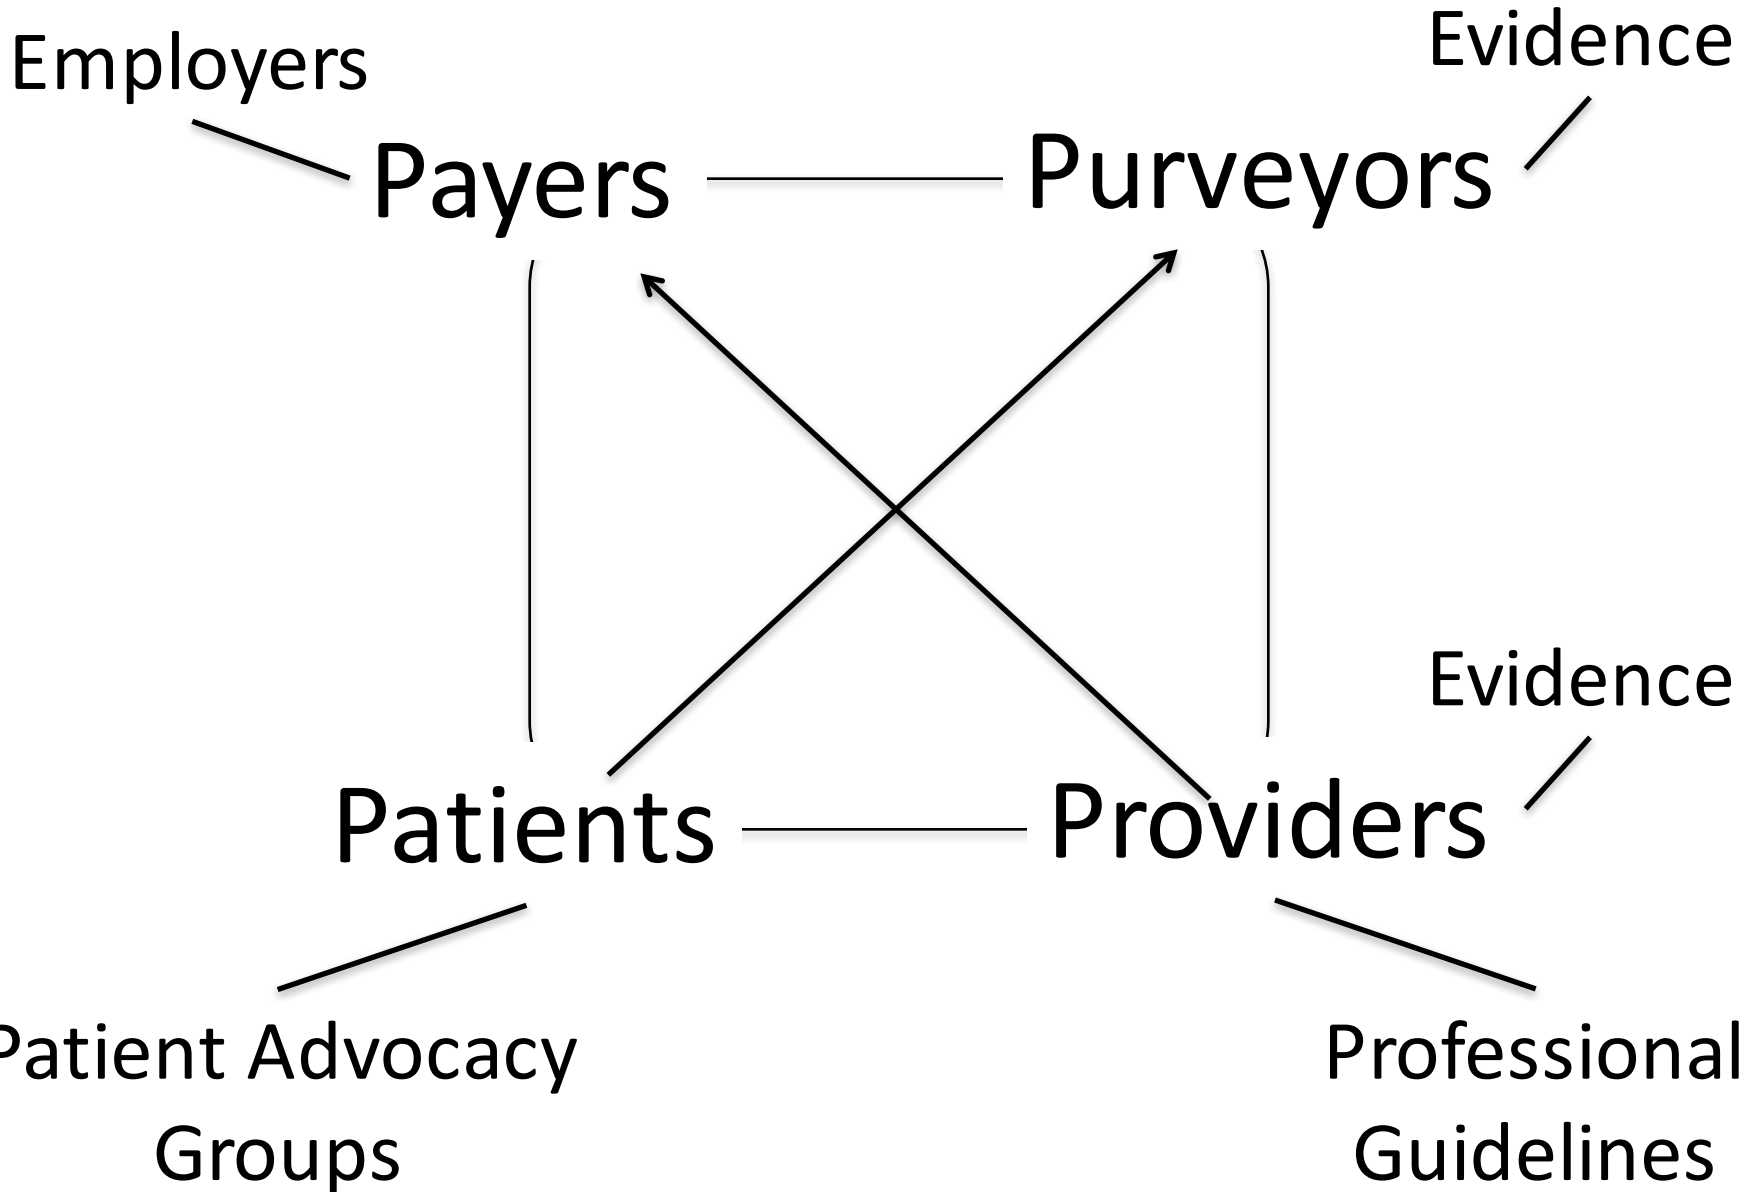 Employers
Evidence
Payers
Purveyors
Evidence
Patients
Providers
Patient Advocacy
Groups
Professional
Guidelines